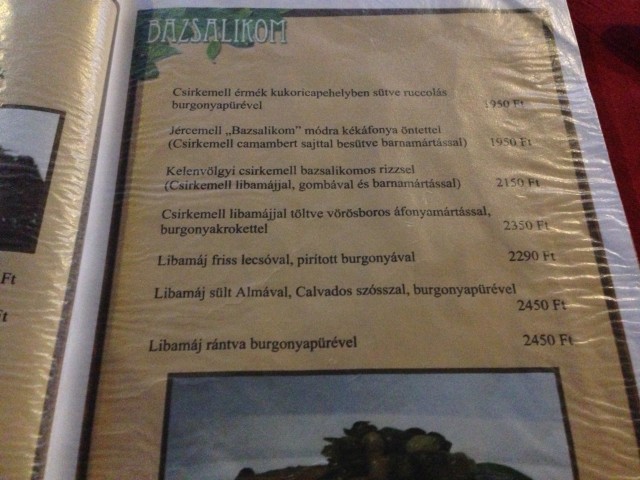 BAZSALIKOM
Csirkemell érmék kukoricapehelyben sütve ruccolás
burgonyapürével 1950 Ft
Jércemell „Bazsalikom” módra kékáfonya öntettel
(Csirkemell camambert sajttal besütve barnamártással) 1950 Ft
Kelenvölgyi csirkemell bazsalikomos rizzsel
(Csirkemell libamájjal, gombával és barnamártással) 2150 Ft
Csirkemell libamájjal töltve vörösboros áfonyamártással,
burgonyakrokettel 2350 Ft
Libamáj friss lecsóval, piritott burgonyával 2290 Ft
Libamáj sült Almával, Calvados szósszal, burgonyapürével
2450 Ft
Libamáj rántva burgonyapürével 2450 Ft
Ft
Ft